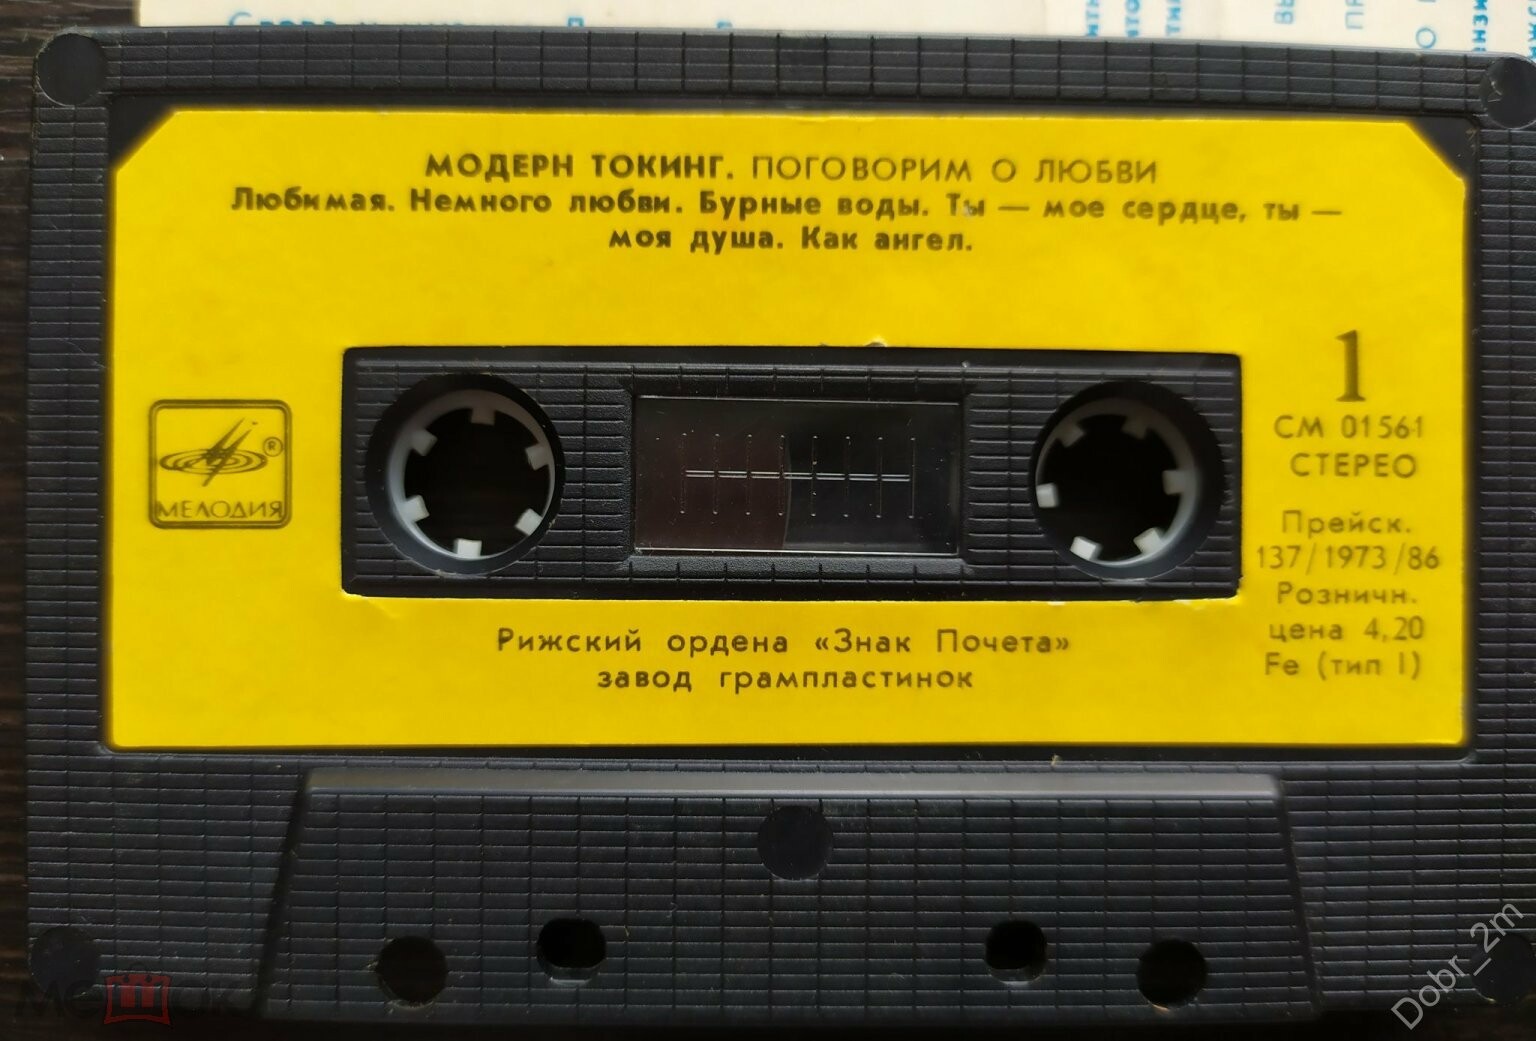 МОДЕРН ТОКИНГ. ПОГОВОРИМ О ЛЮБВИ
Любимая. Немного любви. Бурные воды. Ты — мое сердце, ты —
моя душа. Как ангел.
1
СМ 01561
СТЕРЕО
®
МЕЛОДИЯ
Прейск.
137/1973/86
Розничн.
цена 4,20
Fe (тип I)
Рижский ордена «Знак Почета»
завод грампластинок
Dobr_2m